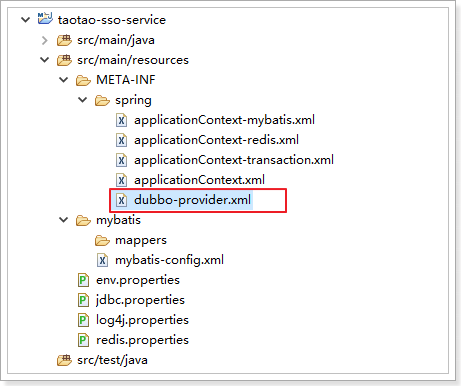 taotao-sso-service
src/main/java
src/main/resources
META-INF
spring
applicationContext-mybatis.xml
applicationContext-redis.xml
applicationContext-transaction.xml
applicationContext.xml
dubbo-provider.xml
mybatis
mappers
mybatis-config.xml
env.properties
jdbc.properties
log4j.properties
redis.properties
src/test/java